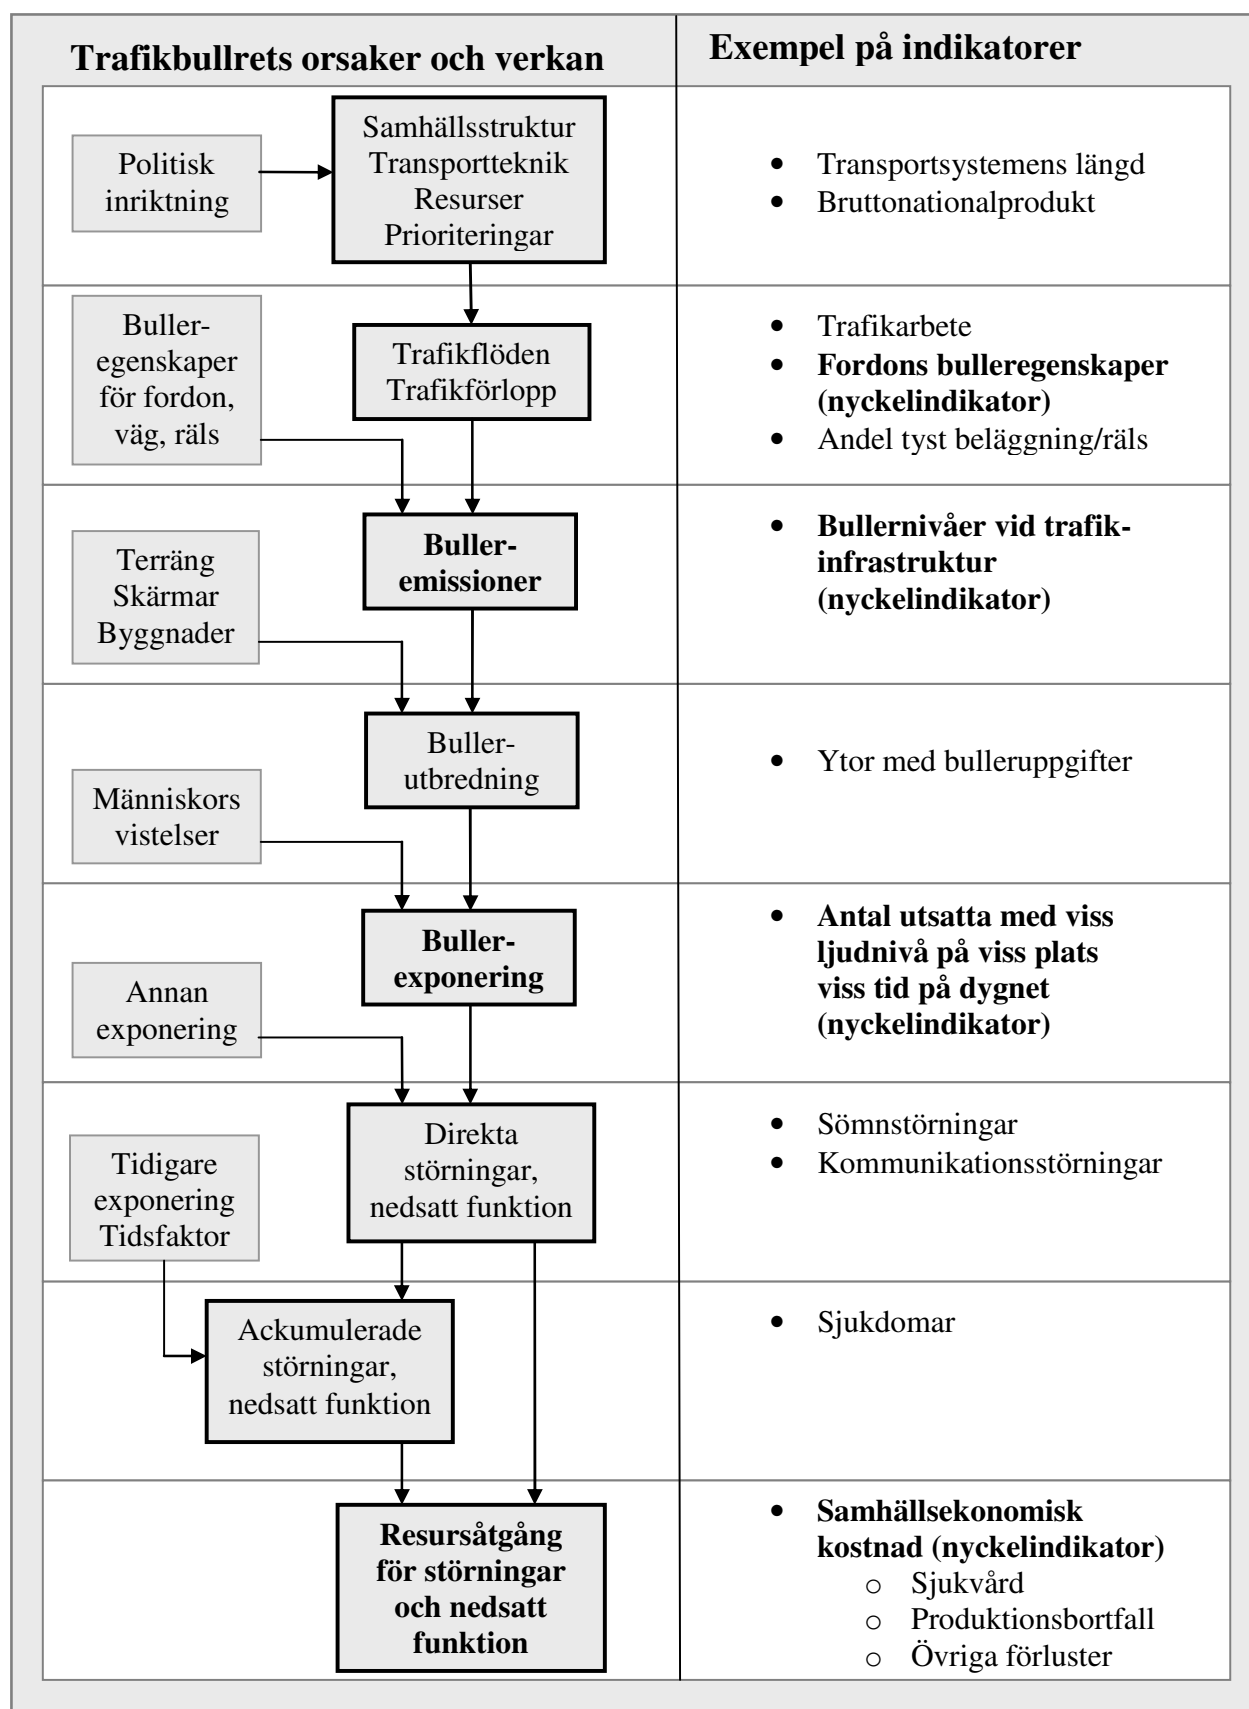 Trafikbullrets orsaker och verkan
Exempel på indikatorer
Politisk
inriktning
Samhällsstruktur
Transportteknik
Resurser
Prioriteringar
• Transportsystemens längd
• Bruttonationalprodukt
Buller-
egenskaper
för fordon,
väg, räls
Trafikflöden
Trafikförlopp
• Trafikarbete
• Fordons bulleregenskaper
(nyckelindikator)
• Andel tyst beläggning/räls
Terräng
Skärmar
Byggnader
Buller-
emissioner
• Bullernivåer vid trafik-
infrastruktur
(nyckelindikator)
Människors
vistelser
Buller-
utbredning
• Ytor med bulleruppgifter
Annan
exponering
Buller-
exponering
• Antal utsatta med viss
ljudnivå på viss plats
viss tid på dygnet
(nyckelindikator)
Tidigare
exponering
Tidsfaktor
Direkta
störningar,
nedsatt funktion
• Sömnstörningar
• Kommunikationsstörningar
Ackumulerade
störningar,
nedsatt funktion
• Sjukdomar
Resursåtgång
för störningar
och nedsatt
funktion
• Samhällsekonomisk
kostnad (nyckelindikator)
o Sjukvård
o Produktionsbortfall
o Övriga förluster